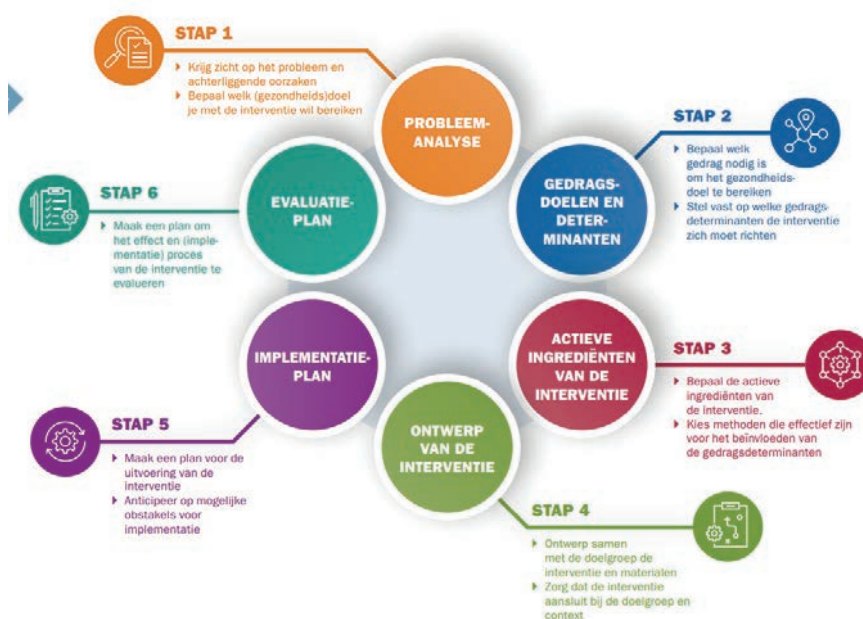 STAP 1
Krijg zicht op het probleem en
achterliggende oorzaken
Bepaal welk (gezondheids)doel
je met de interventie wil bereiken
PROBLEEM-
ANALYSE
STAP 2
Bepaal welk
gedrag nodig is
om het gezondheids-
doel te bereiken
Stel vast op welke gedrags-
determinanten de interventie
zich moet richten
GEDRAGS-
DOELEN EN
DETER-
MINANTEN
STAP 3
Bepaal de actieve
ingrediënten van
de interventie.
Kies methoden die effectief zijn
voor het beïnvloeden van
de gedragsdeterminanten
ACTIEVE
INGREDIËNTEN
VAN DE
INTERVENTIE
STAP 4
Ontwerp samen
met de doelgroep de
interventie en materialen
Zorg dat de interventie
aansluit bij de doelgroep en
context
ONTWERP
VAN DE
INTERVENTIE
STAP 5
Maak een plan voor de
uitvoering van de
interventie
Anticipeer op mogelijke
obstakels voor
implementatie
IMPLEMENTATIE-
PLAN
STAP 6
Maak een plan om
het effect en (imple-
mentatie) proces
van de interventie te
evalueren
EVALUATIE-
PLAN